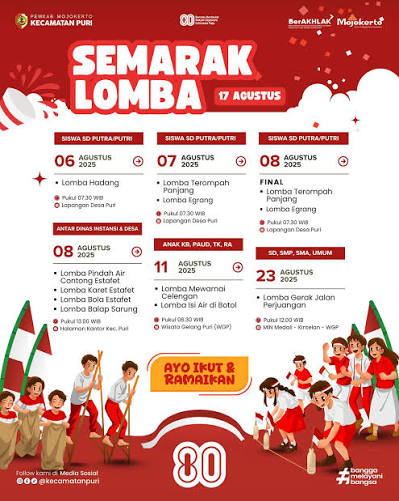 PEMKAB MOJOKERTO
KECAMATAN PURI
80
BerAKHLAK
Mojokerto
SEMARAK
LOMBA
17 AGUSTUS
SISWA SD PUTRA/PUTRI
06 AGUSTUS 2025
Lomba Hadang
Pukul 07.30 WIB
Lapangan Desa Puri
SISWA SD PUTRA/PUTRI
07 AGUSTUS 2025
Lomba Terompah
Panjang
Lomba Egrang
Pukul 07.30 WIB
Lapangan Desa Puri
SISWA SD PUTRA/PUTRI
08 AGUSTUS 2025
FINAL
Lomba Terompah
Panjang
Lomba Egrang
Pukul 07.30 WIB
Lapangan Desa Puri
ANTAR DINAS INSTANSI & DESA
08 AGUSTUS 2025
Lomba Pindah Air
Contong Estafet
Lomba Karet Estafet
Lomba Bola Estafet
Lomba Balap Sarung
Pukul 13.00 WIB
Halaman Kantor Kec. Puri
ANAK KB, PAUD, TK, RA
11 AGUSTUS 2025
Lomba Mewarnai
Celengan
Lomba Isi Air di Botol
Pukul 08.30 WIB
Wisata Gelang Puri (WGP)
SD, SMP, SMA, UMUM
23 AGUSTUS 2025
Lomba Gerak Jalan
Perjuangan
Pukul 12.00 WIB
MIN Medali - Kintelan - WGP
AYO IKUT &
RAMAIKAN
80
Follow kami di Media Sosial
@kecamatanpuri
#bangga
melayani
bangsa